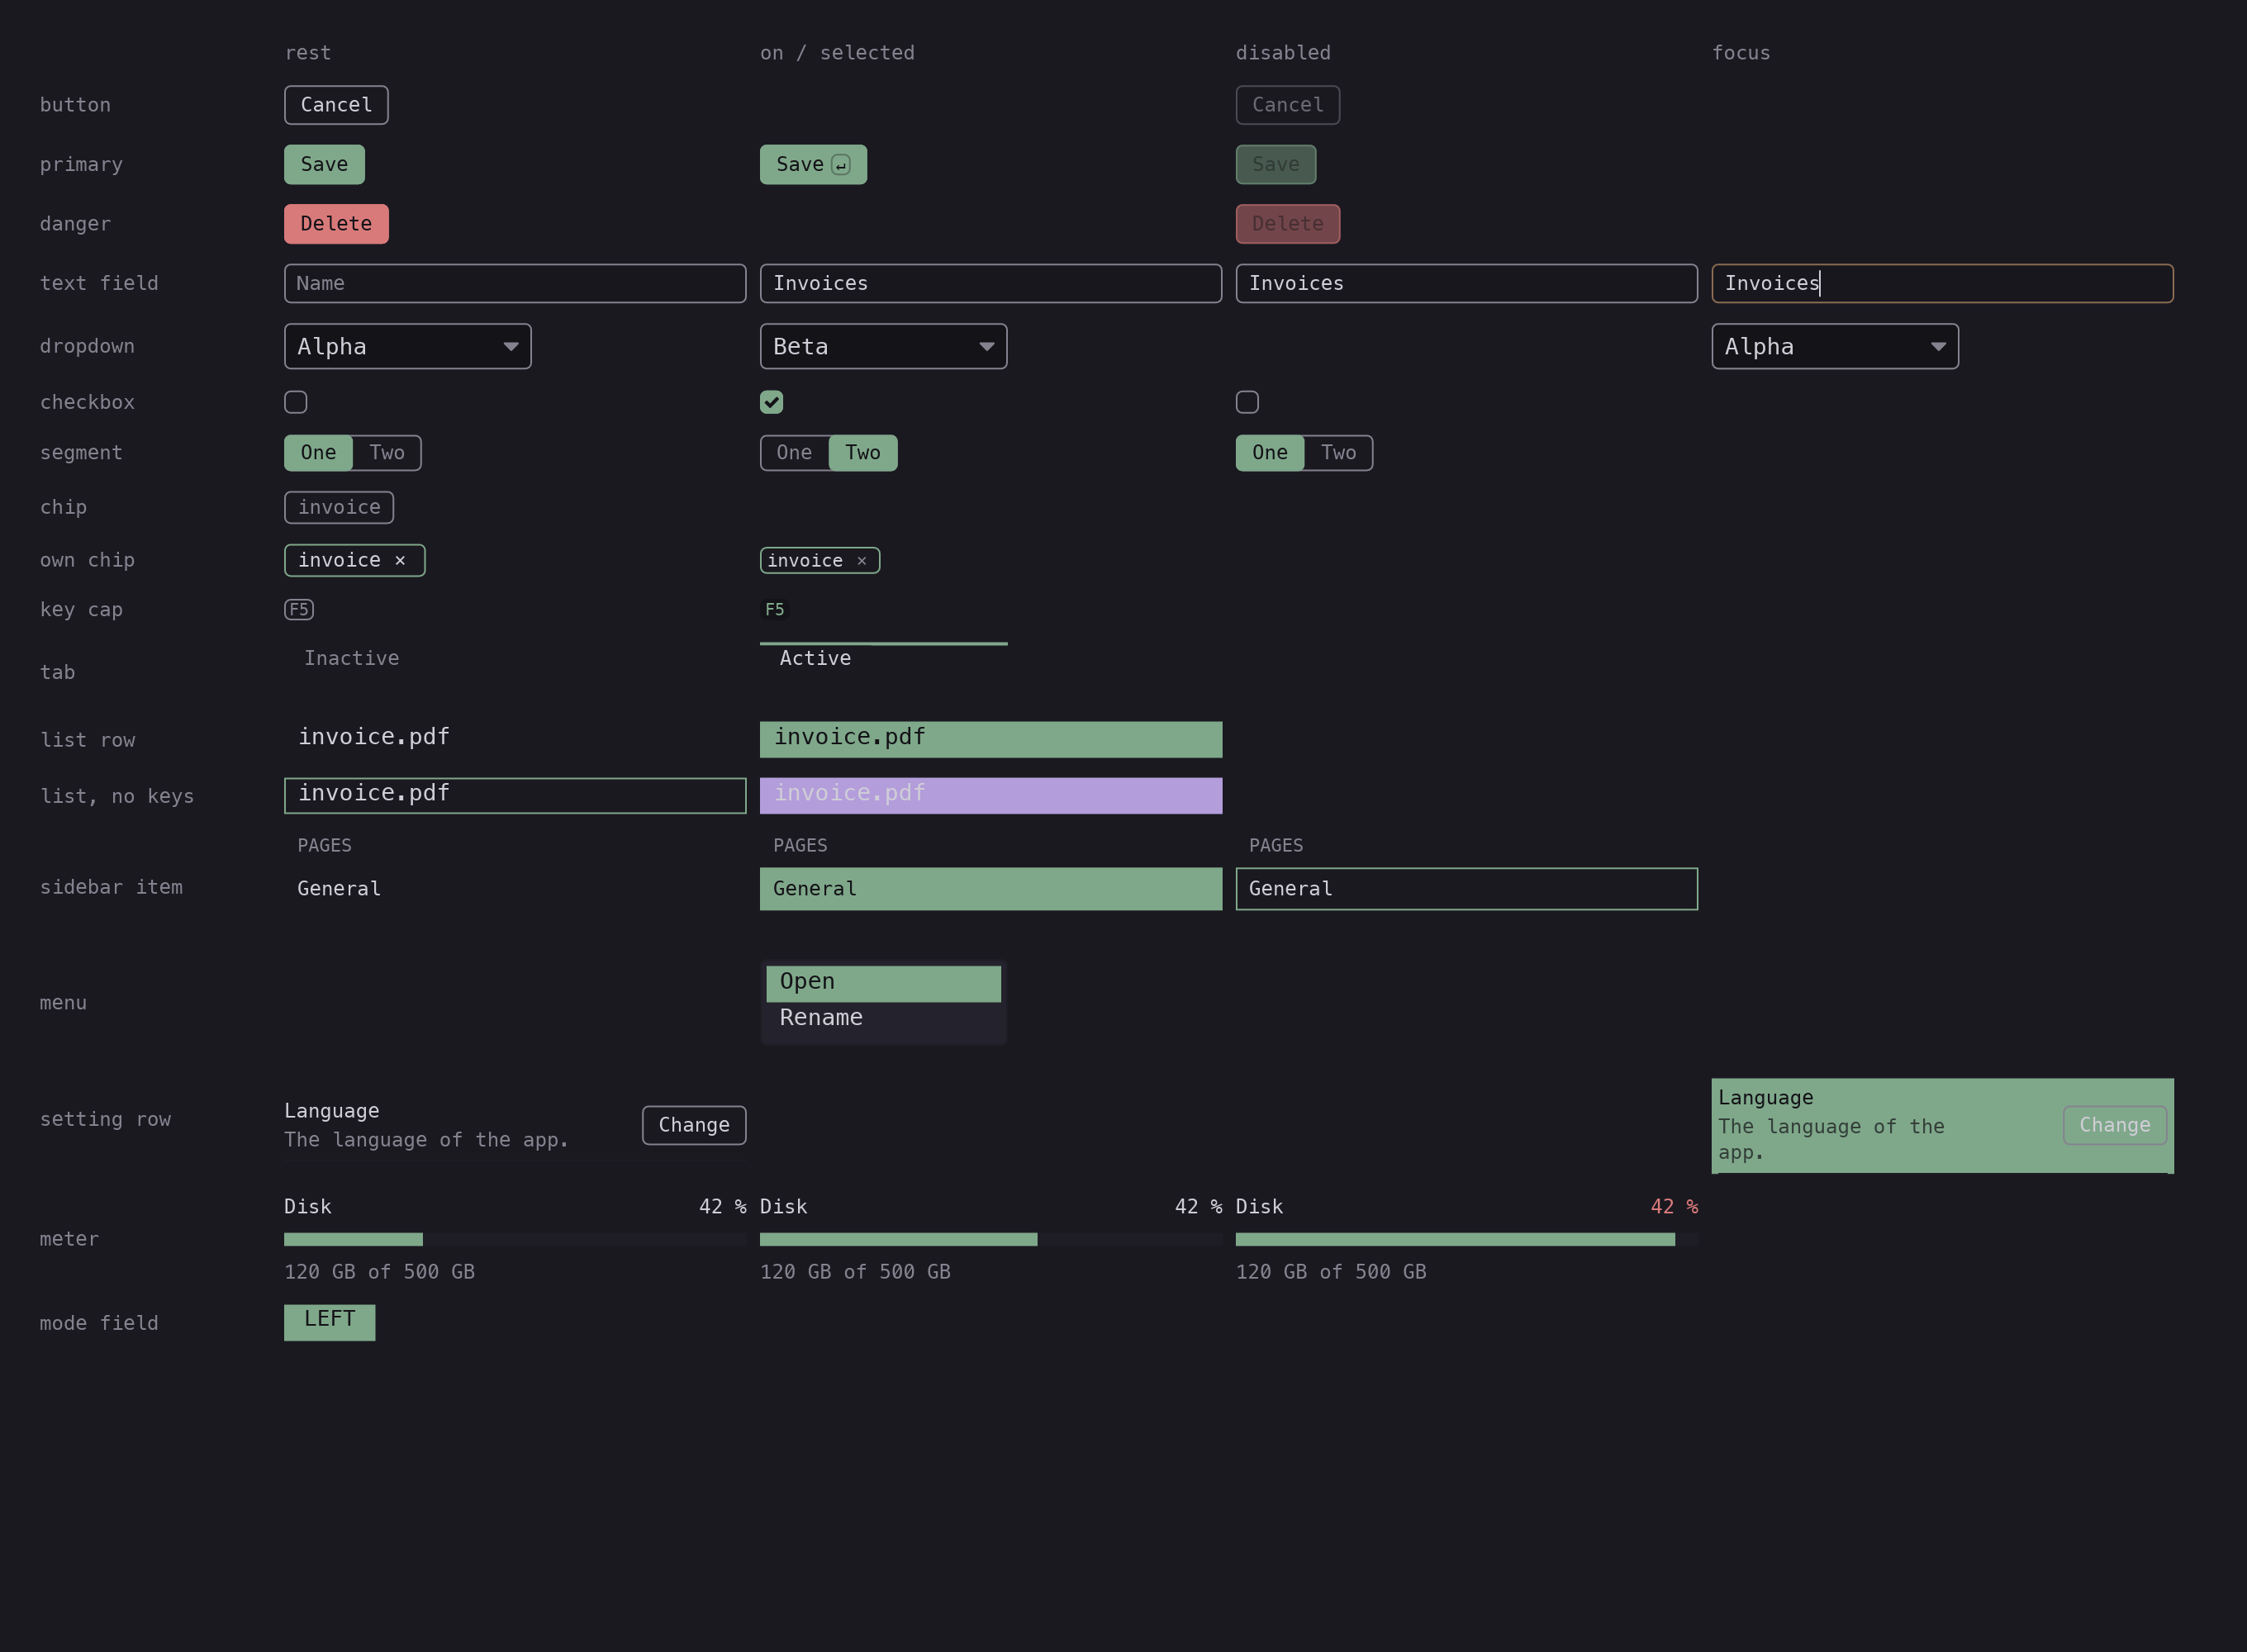 rest on / selected disabled focus
button Cancel Cancel
primary Save Save ↵ Save
danger Delete Delete
text field Name Invoices Invoices Invoices
dropdown Alpha Beta Alpha
checkbox
segment One Two One Two One Two
chip invoice
own chip invoice × invoice ×
key cap F5 F5
tab Inactive Active
list row invoice.pdf invoice.pdf
list, no keys invoice.pdf invoice.pdf
PAGES PAGES PAGES
sidebar item General General General
menu Open
Rename
setting row Language The language of the app. Change Language The language of the app. Change
Disk 42 % Disk 42 % Disk 42 %
meter
120 GB of 500 GB 120 GB of 500 GB 120 GB of 500 GB
mode field LEFT